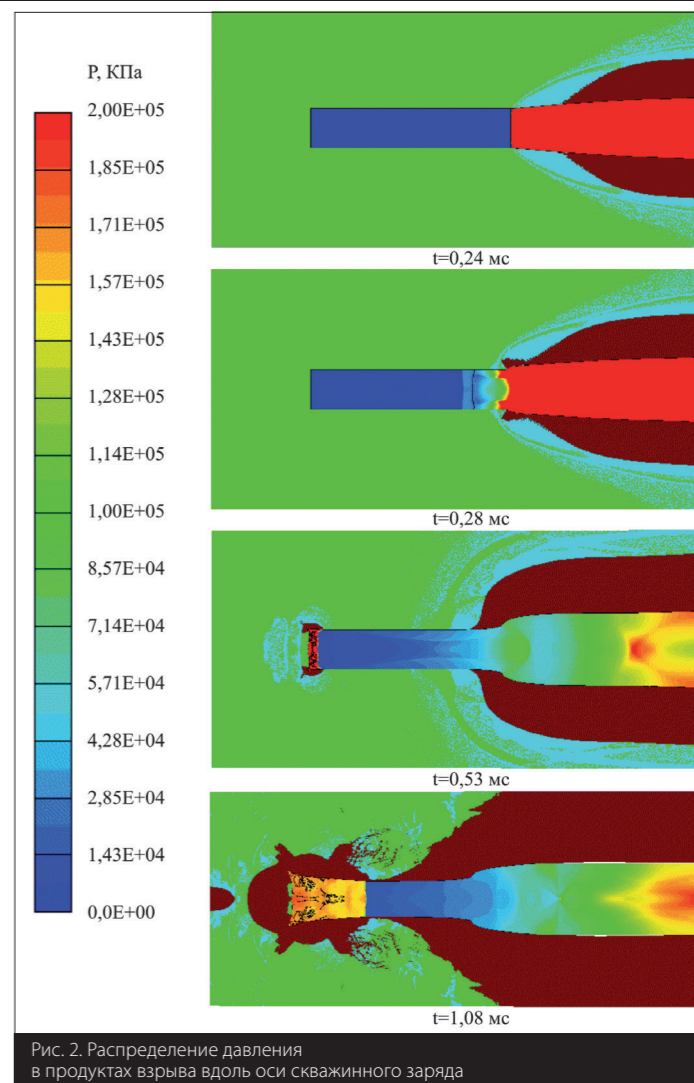 P, КПа
2,00E+05
1,85E+05
1,71E+05
1,57E+05
1,43E+05
1,28E+05
1,14E+05
1,00E+05
8,57E+04
7,14E+04
5,71E+04
4,28E+04
2,85E+04
1,43E+04
0,0E+00
t=0,24 мс
t=0,28 мс
t=0,53 мс
t=1,08 мс
Рис. 2. Распределение давления
в продуктах взрыва вдоль оси скважинного заряда